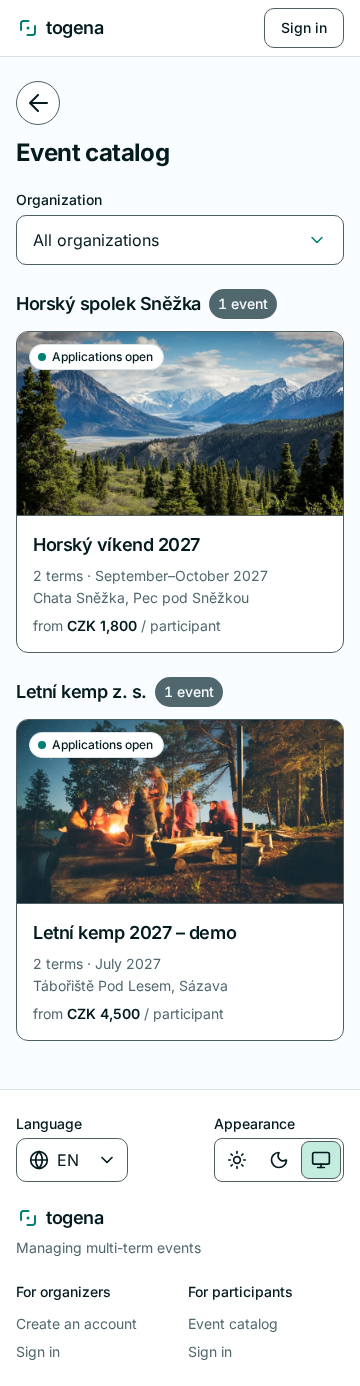 togena
Sign in
Event catalog
Organization
All organizations
Horský spolek Sněžka
1 event
Applications open
Horský víkend 2027
2 terms · September–October 2027
Chata Sněžka, Pec pod Sněžkou
from CZK 1,800 / participant
Letní kemp z. s.
1 event
Applications open
Letní kemp 2027 – demo
2 terms · July 2027
Tábořiště Pod Lesem, Sázava
from CZK 4,500 / participant
Language
Appearance
EN
togena
Managing multi-term events
For organizers
For participants
Create an account
Event catalog
Sign in
Sign in